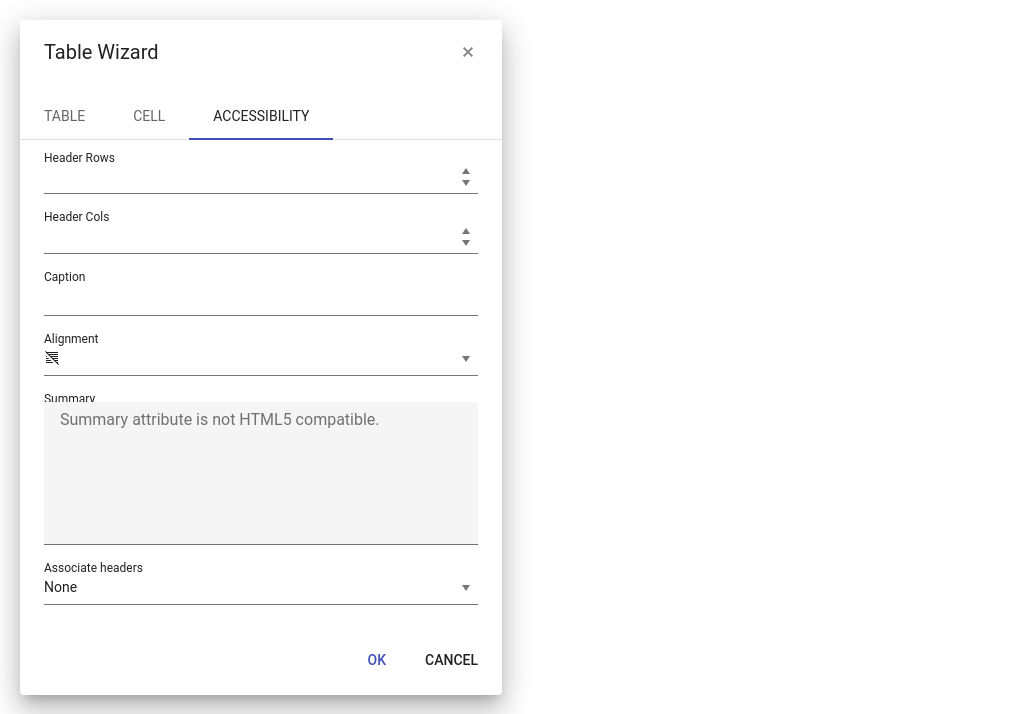 Table Wizard
×
TABLE CELL ACCESSIBILITY
Header Rows
Header Cols
Caption
Alignment
Summary
Summary attribute is not HTML5 compatible.
Associate headers
None
OK CANCEL